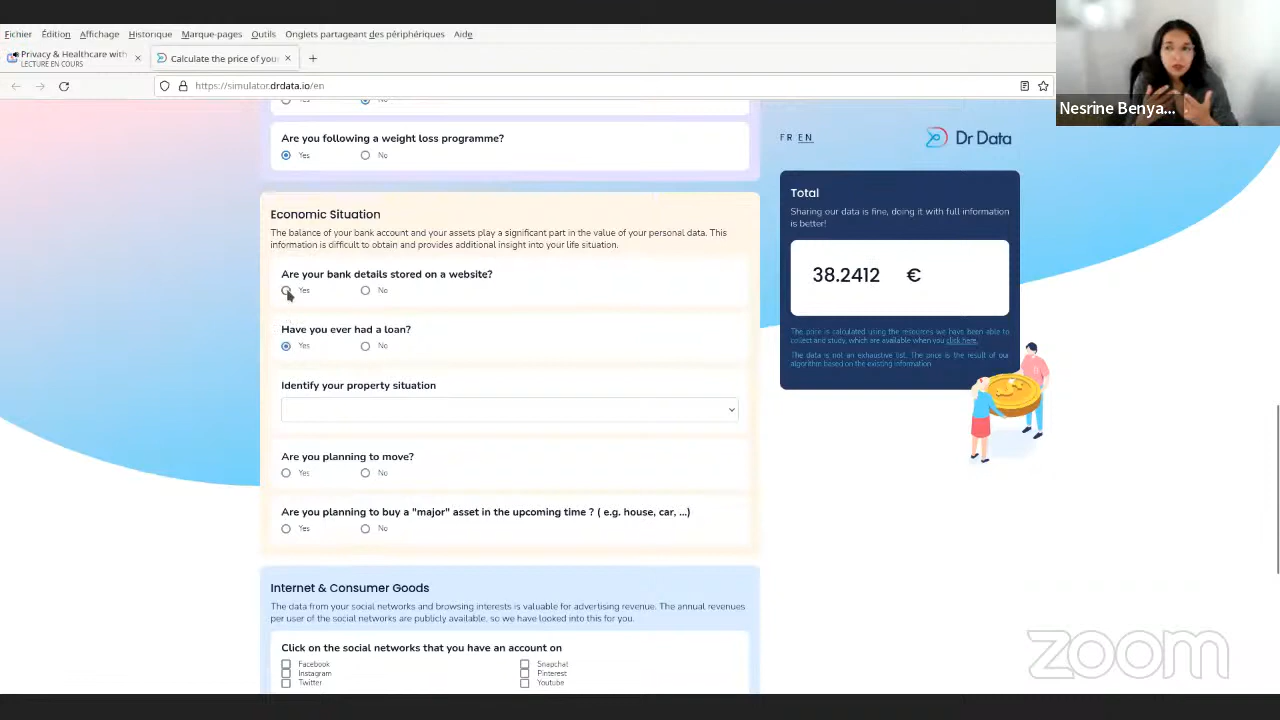 Fichier Édition Affichage Historique Marque-pages Outils Onglets partageant des périphériques Aide
Privacy & Healthcare with
LECTURE EN COURS
Calculate the price of you
https://simulator.drdata.io/en
Nesrine Benya...
No
Are you following a weight loss programme?
Yes No
Economic Situation
The balance of your bank account and your assets play a significant part in the value of your personal data. This
information is difficult to obtain and provides additional insight into your life situation.
Are your bank details stored on a website?
Yes No
Have you ever had a loan?
No
Identify your property situation
Are you planning to move?
Yes No
Are you planning to buy a "major" asset in the upcoming time ? ( e.g. house, car, ...)
Yes No
Internet & Consumer Goods
The data from your social networks and browsing interests is valuable for advertising revenue. The annual revenues
per user of the social networks are publicly available, so we have looked into this for you.
Click on the social networks that you have an account on
Facebook Snapchat
Instagram Pinterest
Twitter Youtube
FR EN
Dr Data
Total
Sharing our data is fine, doing it with full information
is better!
38.2412 €
The price is calculated using the resources we have been able to
collect and study, which are available when you click here.
The data is not an exhaustive list. The price is the result of our
algorithm based on the existing information.
zoom